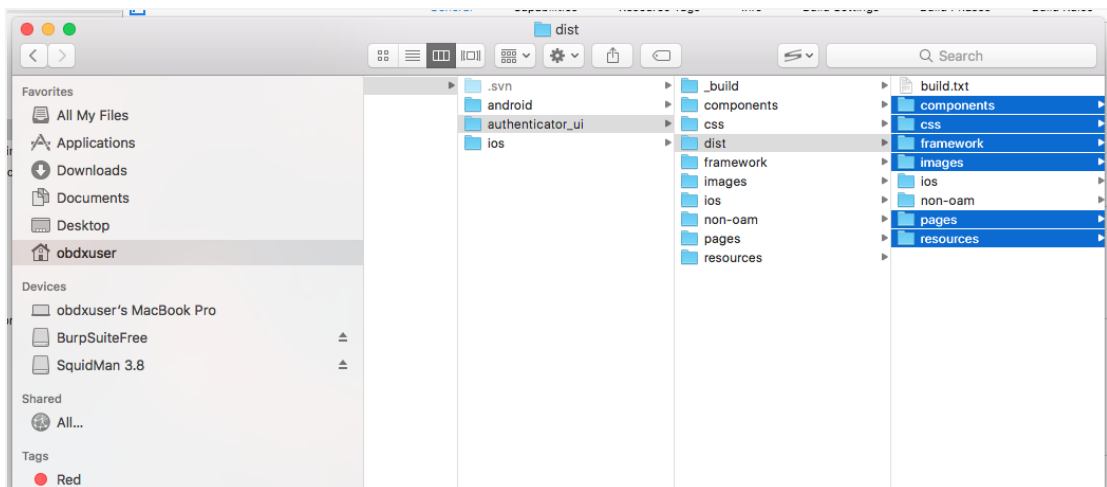 dist
Search
Favorites
All My Files
Applications
Downloads
Documents
Desktop
obdxuser
Devices
obdxuser's MacBook Pro
BurpSuiteFree
SquidMan 3.8
Shared
All...
Tags
Red
.svn
android
authenticator_ui
ios
_build
components
css
dist
framework
images
ios
non-oam
pages
resources
build.txt
components
css
framework
images
ios
non-oam
pages
resources